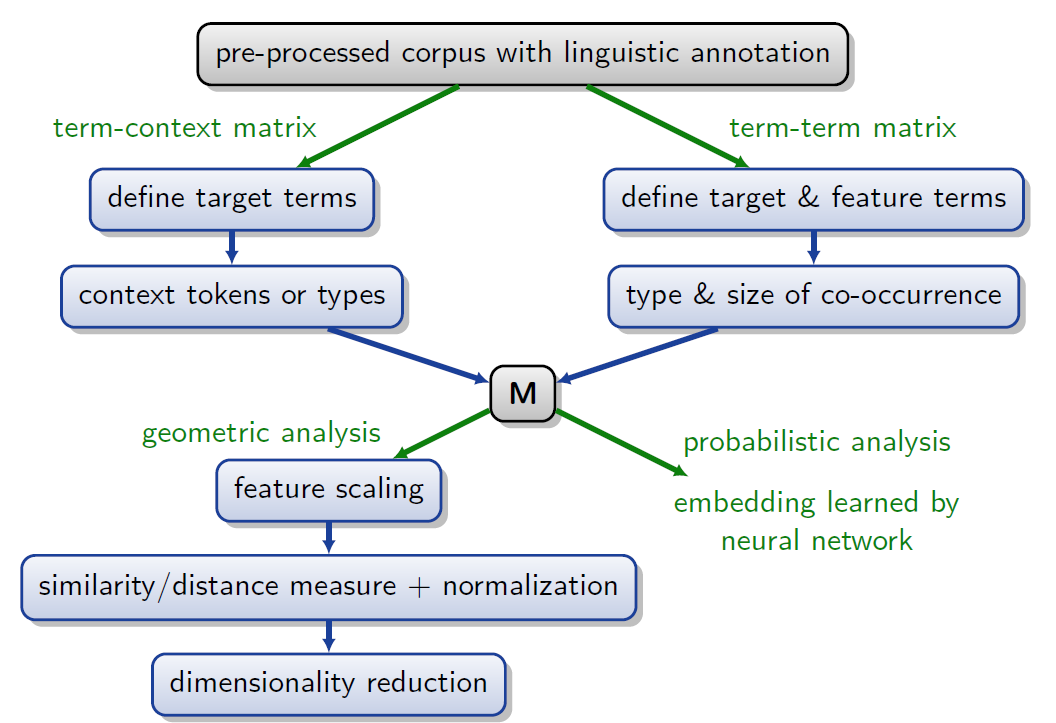 pre-processed corpus with linguistic annotation
term-context matrix
term-term matrix
define target terms
define target & feature terms
context tokens or types
type & size of co-occurrence
M
geometric analysis
probabilistic analysis
feature scaling
embedding learned by
neural network
similarity/distance measure + normalization
dimensionality reduction